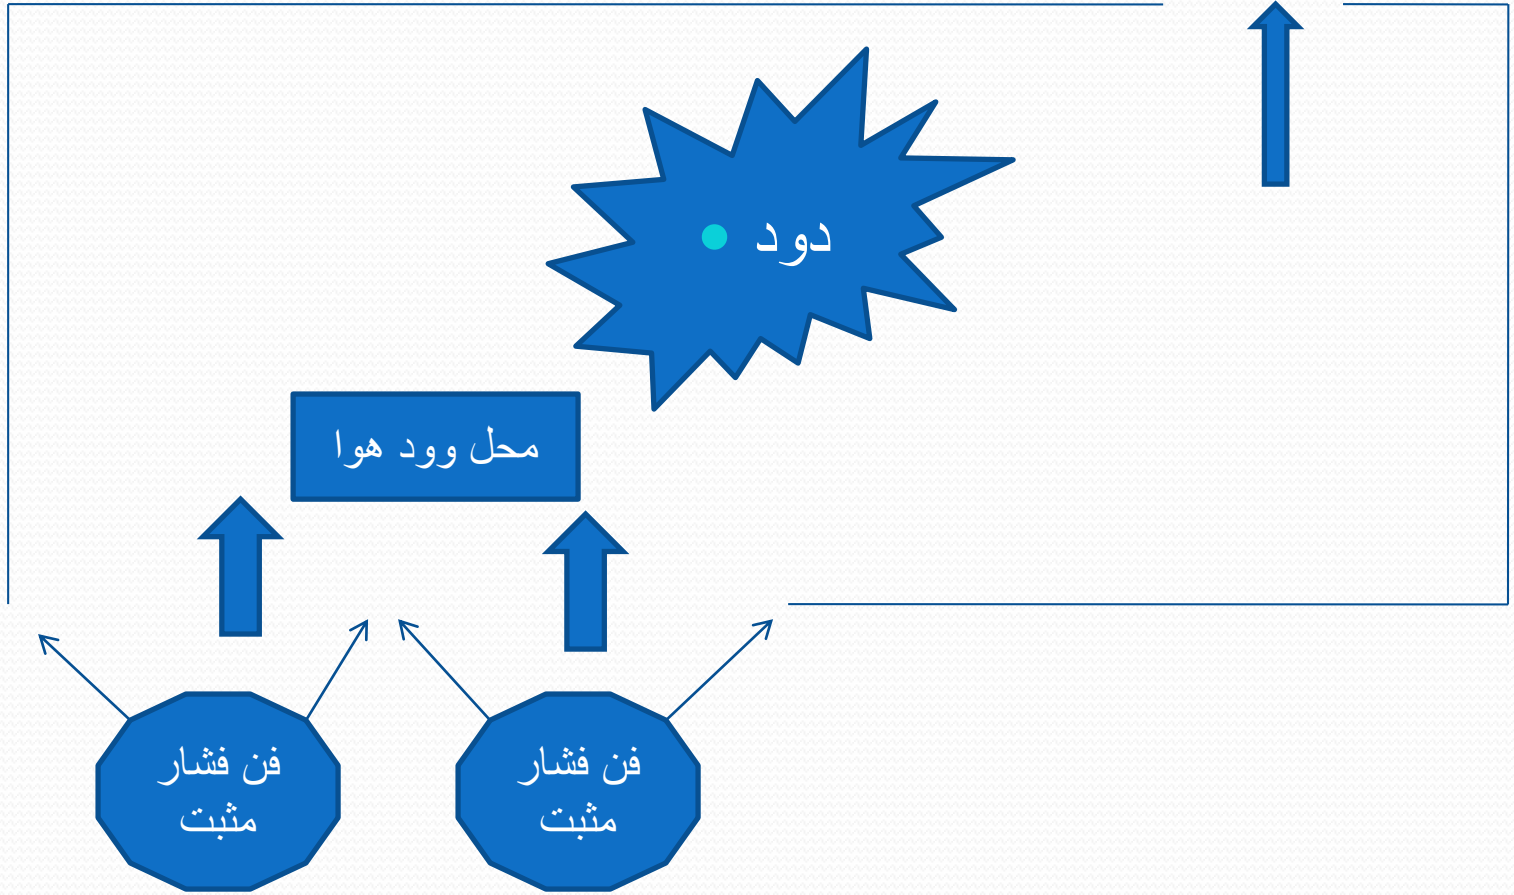 دود
محل وود هوا
فن فشار
مثبت
فن فشار
مثبت